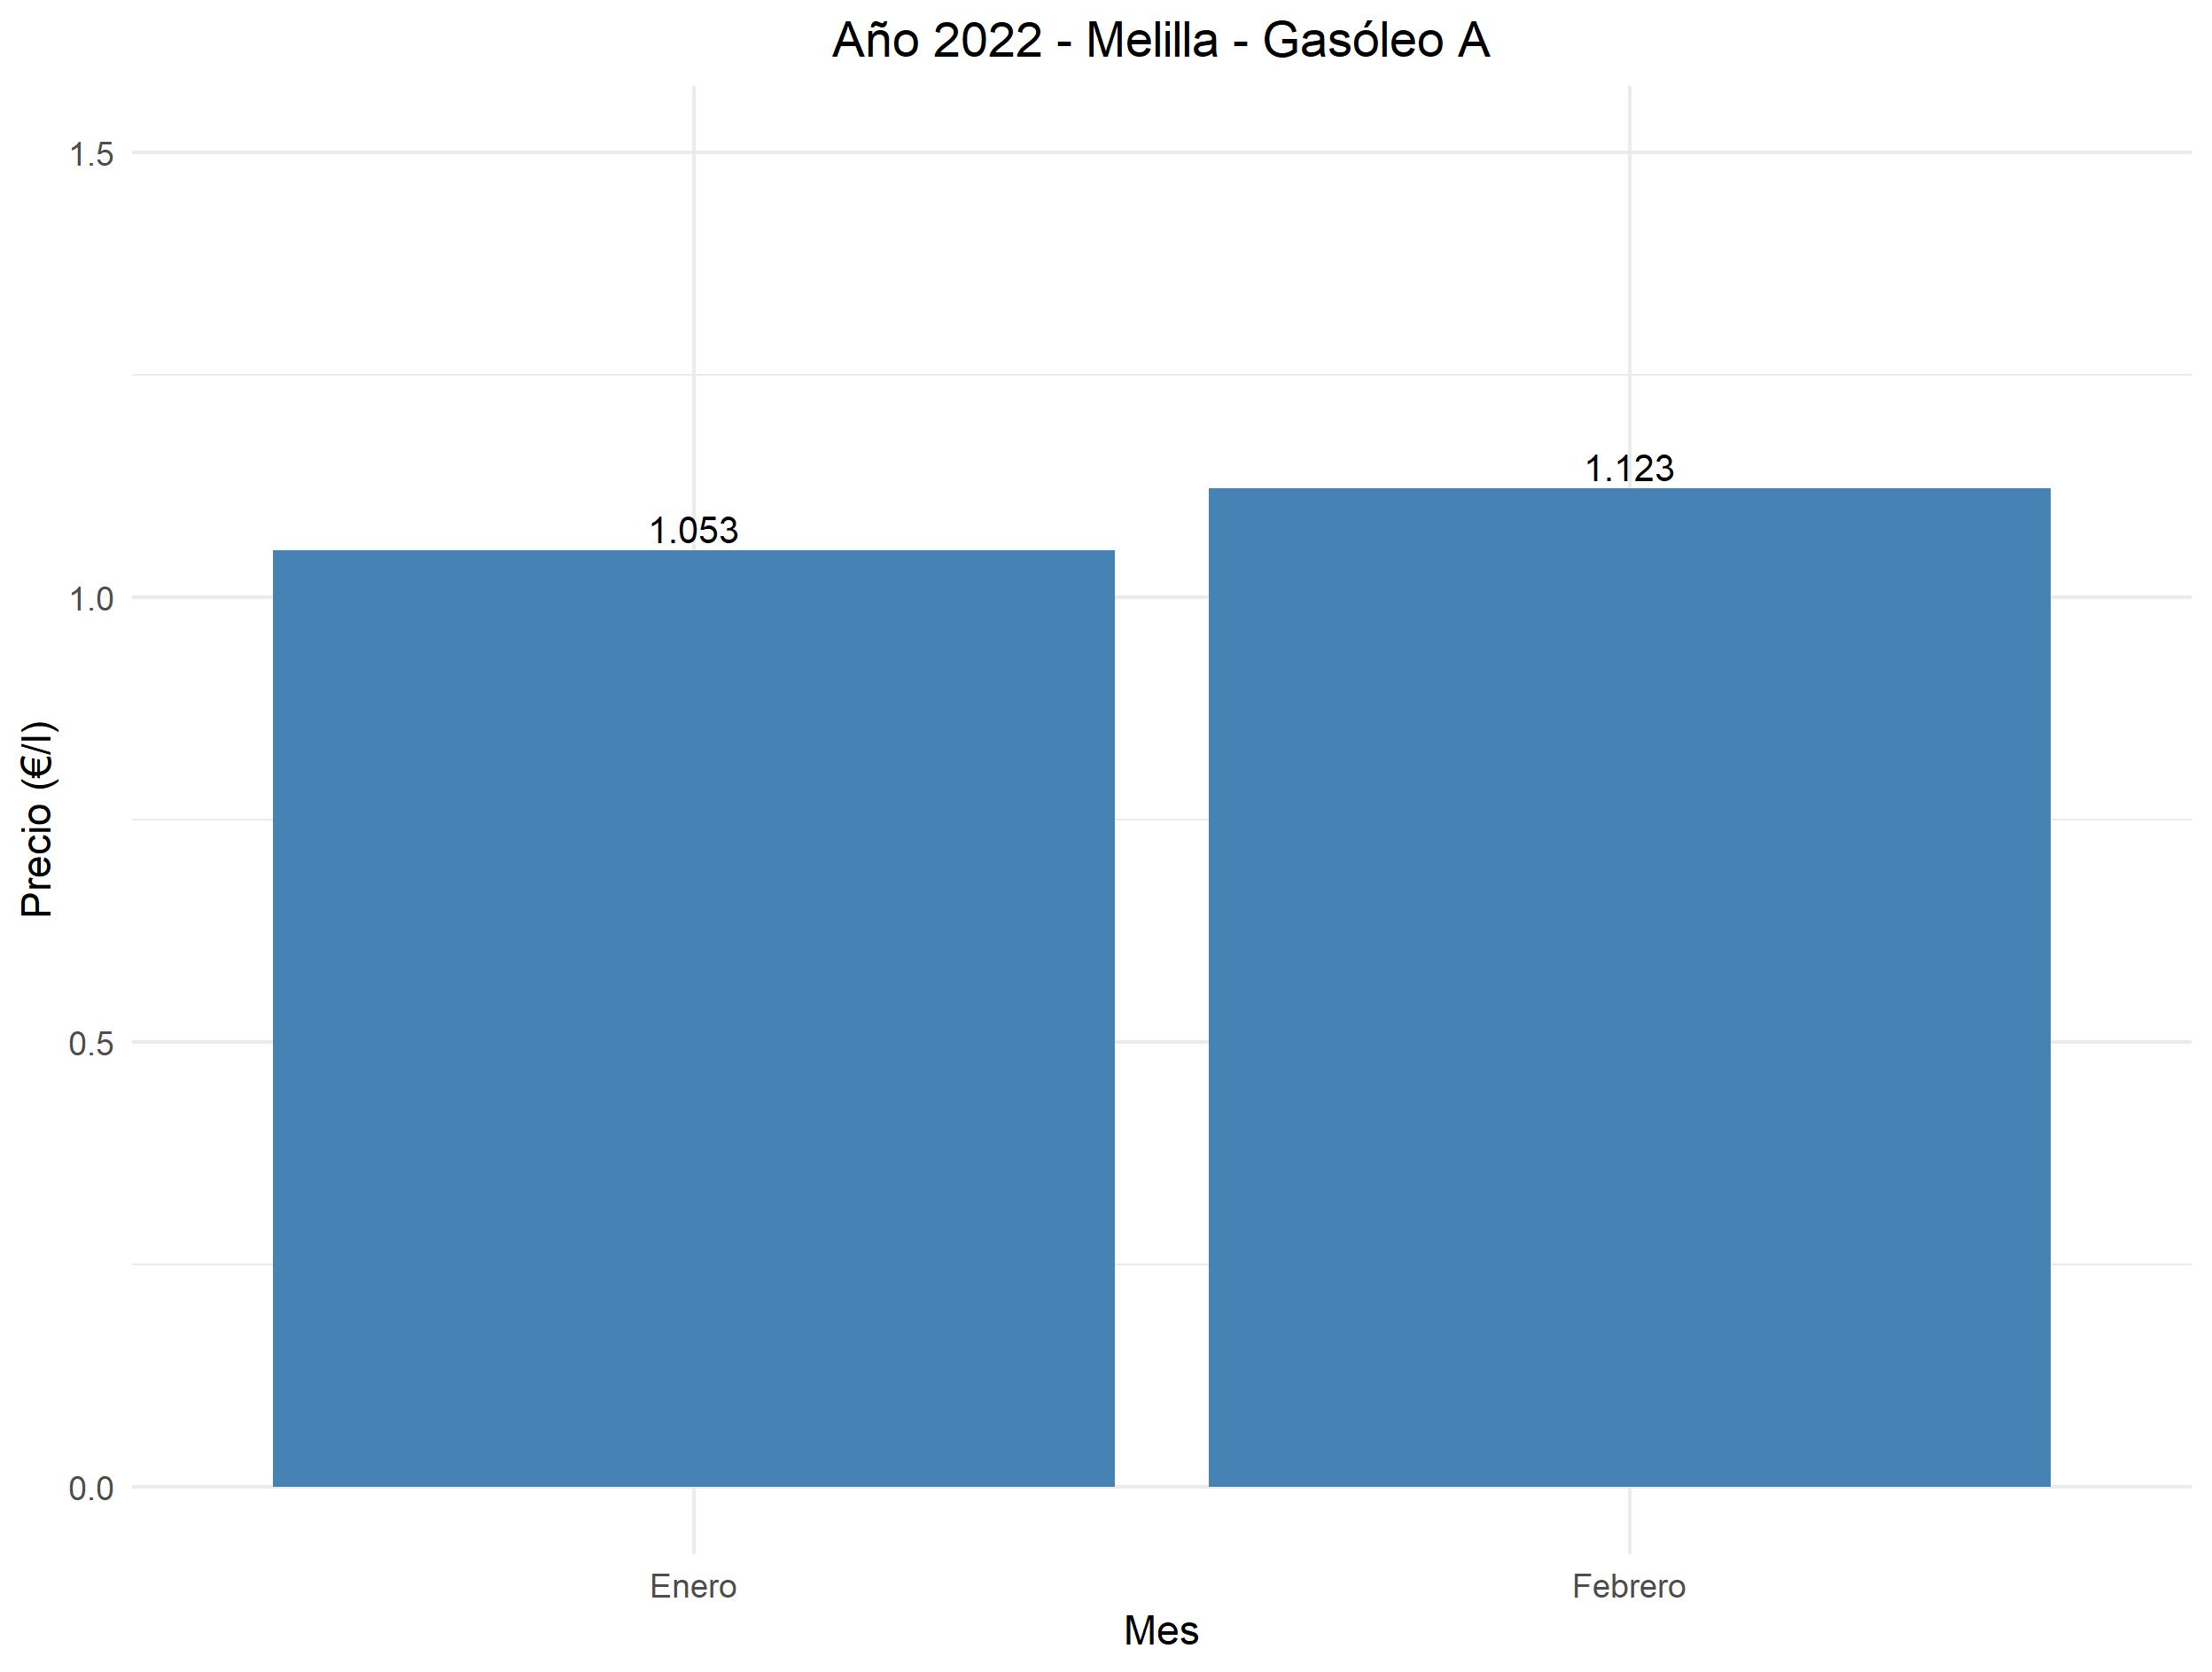 Año 2022 - Melilla - Gasóleo A
1.5
1.0
0.5
0.0
Precio (€/l)
1.053
1.123
Enero
Febrero
Mes